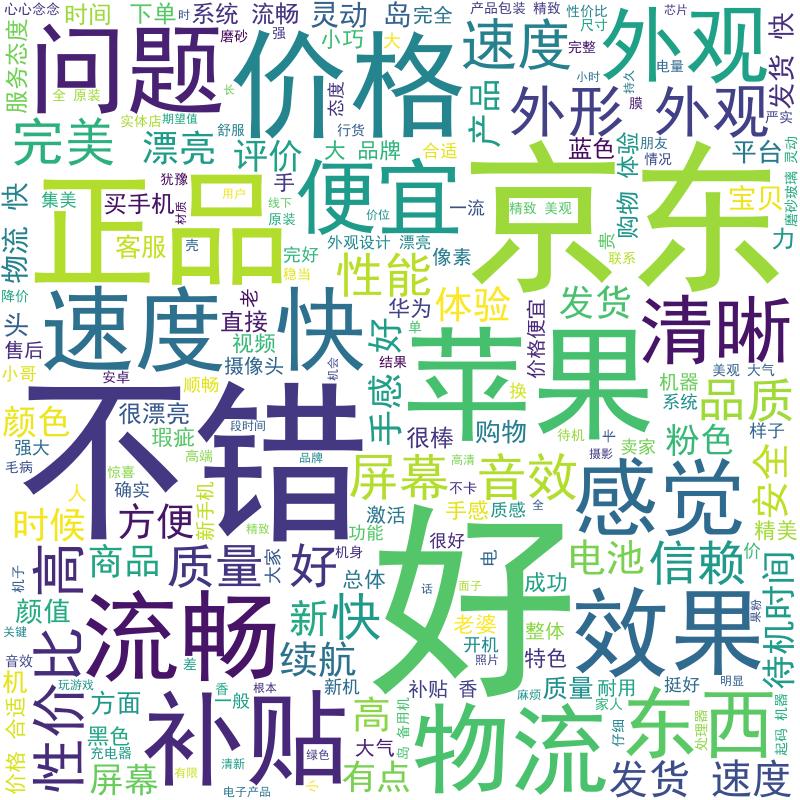 心心念念
时间
下单
时
系统 流畅
灵动 岛
完全
产品包装 精致
性价比
尺寸
芯片
服务态度
问题
磨砂
强
小巧
大
价格
速度
完整
外观
电量
发货 快
全 原装
长
态度
产品
小时
持久
膜
严实
实体店
期望值
外形
外观
完美
漂亮
舒服
评价
行货
大 品牌
合适
蓝色
体验
朋友
情况
平台
灵动
磨砂玻璃
物流 快
集美
犹豫
买手机
材质
用户
手
线下
原装
便宜
价位
一流
精致 美观
京东
购物
贵
联系
宝贝
力
正品
客服
壳
完好
稳当
外观设计 漂亮
性能
像素
降价
头
售后
小哥
速度 快
老
直接
视频
摄像头
机会
华为
体验
好
单
结果
价格便宜
发货
清晰
颜色
很漂亮
安卓
顺畅
段时间
不错
手感
苹果
换
美观 大气
机器
系统
品质
强大
毛病
瑕疵
惊喜
高端
品牌
很棒
购物
待机
卡
摄影
卖家
粉色
样子
人
时候
确实
方便
新手机
精致
屏幕
高清
不卡
音效
感觉
安全
激活
手感
质感
全
精美
机子
高
商品
质量
大家
好
功能
机身
很好
电
电池
信赖
价
待机时间
颜值
流畅
新
快
总体
话
面子
好
成功
效果
果粉
关键
音效
差
续航
老婆
开机
照片
整体
特色
机
合适
性价比
玩游戏
方面
香
一般
根本
新机
补贴 香
麻烦
质量
耐用
家人
挺好
明显
机器
起码
价格
黑色
充电器
屏幕
补贴
清新
有限
电子产品
绿色
小
高
大气
有点
岛
备用机
物流
仔细
东西
处理器
发货 速度